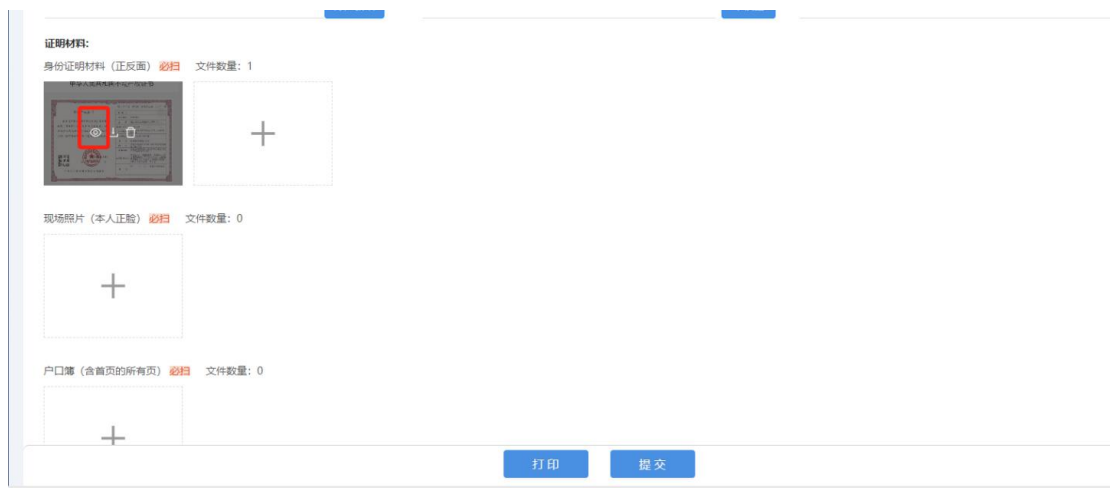 证明材料:
身份证明材料（正反面） 必扫 文件数量：1
现场照片（本人正脸） 必扫 文件数量：0
户口簿（含首页的所有页） 必扫 文件数量：0
打印 提交